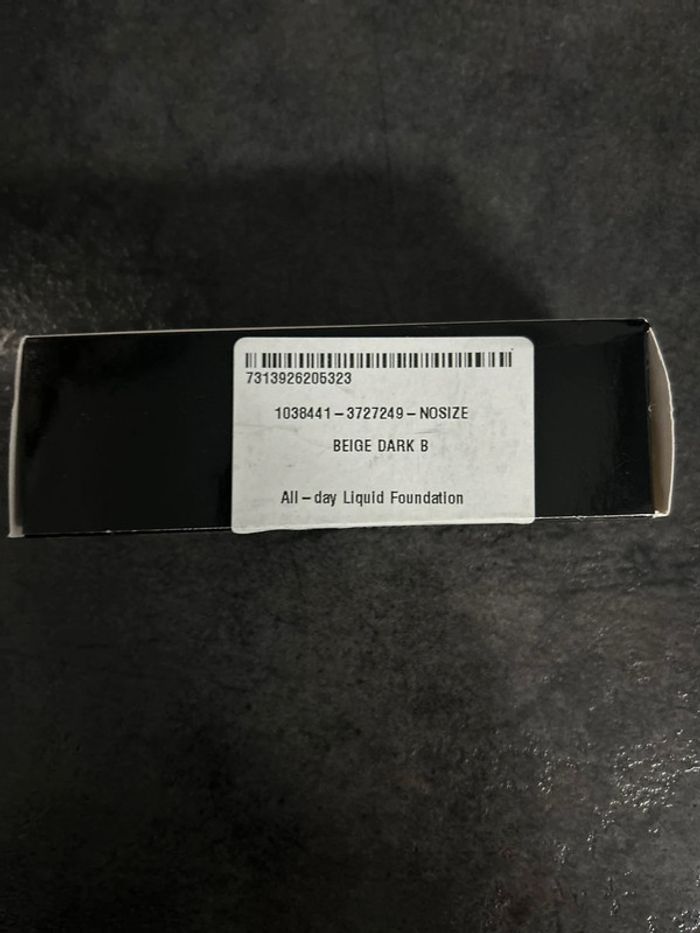 7313926205323
1038441-3727249-NOSIZE
BEIGE DARK B
All-day Liquid Foundation